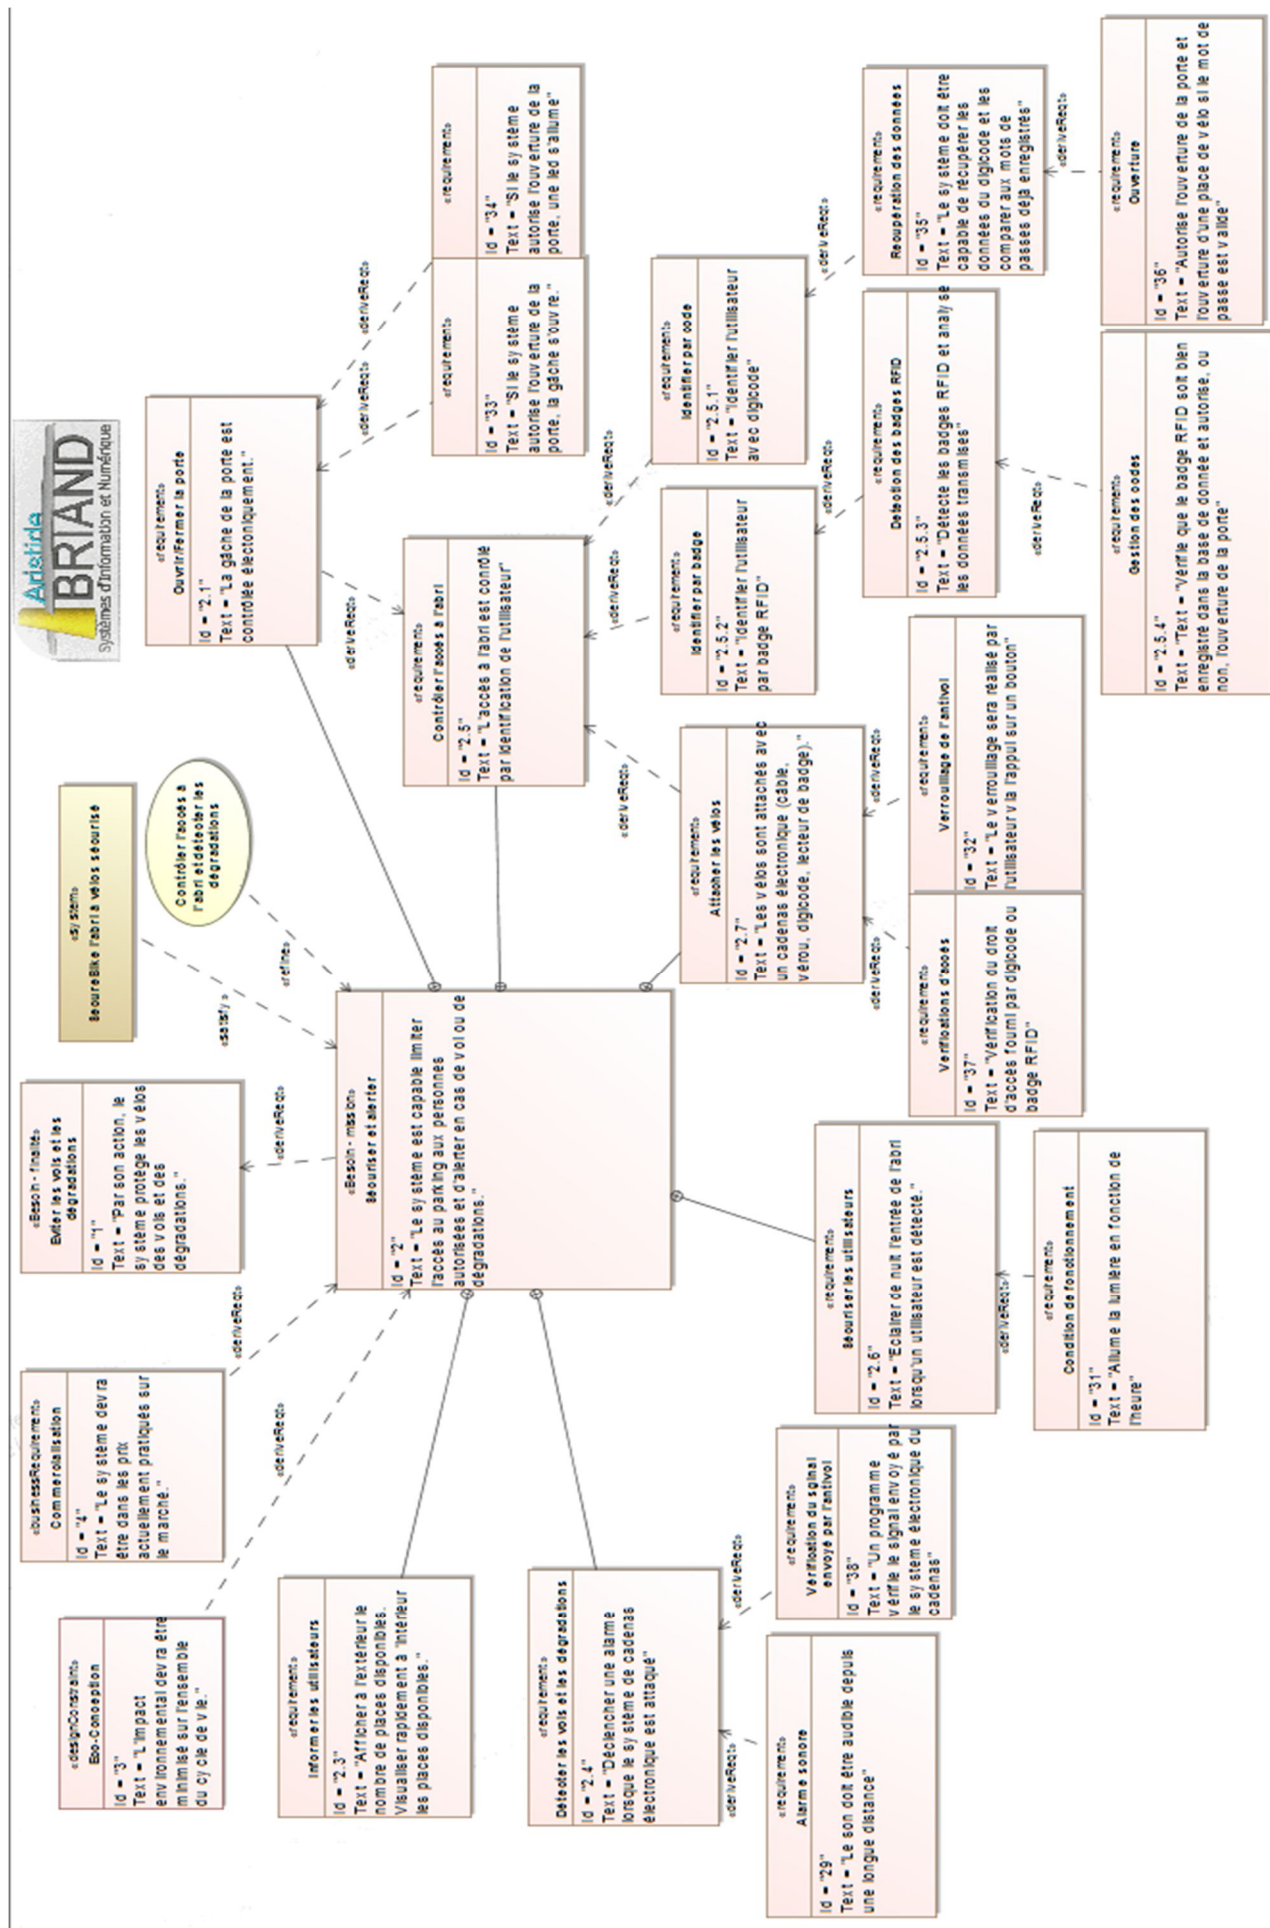 Aristide
BRIAND
Systèmes d'Information et Numérique
«designConstraint»
Eco-Conception
Id = "3"
Text = "L'impact
environnemental devra être
minimisé sur l'ensemble
du cycle de vie."
«businessRequirement»
Commercialisation
Id = "4"
Text = "Le système devra
être dans les prix
actuellement pratiqués sur
le marché."
«Besoin - finalité»
Eviter les vols et les
dégradations
Id = "1"
Text = "Par son action, le
système protège les vélos
des vols et des
dégradations."
«system»
SecureBike l'abri à vélos sécurisé
Contrôler l'accès à
l'abri et détecter les
dégradations
«requirement»
Ouvrir/Fermer la porte
Id = "2.1"
Text = "La gâche de la porte est
contrôlée électoniquement."
«deriveReqt»
«deriveReqt»
«deriveReqt»
«satisfy»
«refine»
«deriveReqt»
«deriveReqt»
«deriveReqt»
«requirement»
Informer les utilisateurs
Id = "2.3"
Text = "Afficher à l'extérieur le
nombre de places disponibles.
Visualiser rapidement à 'intérieur
les places disponibles."
«Besoin - mission»
Sécuriser et alerter
Id = "2"
Text = "Le système est capable limiter
l'accès au parking aux personnes
autorisées et d'alerter en cas de vol ou de
dégradations."
«requirement»
Contrôler l'accès à l'abri
Id = "2.5"
Text = "L'accès à l'abri est contrôlé
par identification de l'utilisateur"
«requirement»
Id = "33"
Text = "Si le système
autorise l'ouverture de la
porte, la gâche s'ouvre."
«requirement»
Id = "34"
Text = "Si le système
autorise l'ouverture de la
porte, une led s'allume"
«requirement»
Détecter les vols et les dégradations
Id = "2.4"
Text = "Déclencher une alarme
lorsque le système de cadenas
électronique est attaqué"
«deriveReqt»
«deriveReqt»
«deriveReqt»
«requirement»
Attacher les vélos
Id = "2.7"
Text = "Les vélos sont attachés avec
un cadenas électronique (câble,
vérou, digicode, lecteur de badge)."
«requirement»
Identifier par badge
Id = "2.5.2"
Text = "Identifier l'utilisateur
par badge RFID"
«requirement»
Identifier par code
Id = "2.5.1"
Text = "Identifier l'utilisateur
avec digicode"
«deriveReqt»
«deriveReqt»
«requirement»
Alarme sonore
Id = "29"
Text = "Le son doit être audible depuis
une longue distance"
«requirement»
Vérification du sginal
envoyé par l'antivol
Id = "38"
Text = "Un programme
vérifie le signal envoyé par
le systeme électronique du
cadenas"
«requirement»
Sécuriser les utilisateurs
Id = "2.6"
Text = "Eclairer de nuit l'entrée de l'abri
lorsqu'un utilisateur est détecté."
«deriveReqt»
«deriveReqt»
«deriveReqt»
«deriveReqt»
«requirement»
Détection des badges RFID
Id = "2.5.3"
Text = "Détecte les badges RFID et analyse
les données transmises"
«requirement»
Récupération des données
Id = "35"
Text = "Le système doit être
capable de récupérer les
données du digicode et les
comparer aux mots de
passes déja enregistrés"
«requirement»
Vérifications d'accès
Id = "37"
Text = "Vérification du droit
d'accès fourni par digicode ou
badge RFID"
«requirement»
Verrouillage de l'antivol
Id = "32"
Text = "Le verrouillage sera réalisé par
l'utilisateur via l'appui sur un bouton"
«deriveReqt»
«deriveReqt»
«deriveReqt»
«requirement»
Condition de fonctionnement
Id = "31"
Text = "Allume la lumière en fonction de
l'heure"
«requirement»
Gestion des codes
Id = "2.5.4"
Text = "Text = "Vérifie que le badge RFID soit bien
enregistré dans la base de donnée et autorise, ou
non, l'ouverture de la porte"
«requirement»
Ouverture
Id = "36"
Text = "Autorise l'ouverture de la porte et
l'ouverture d'une place de vélo si le mot de
passe est valide"